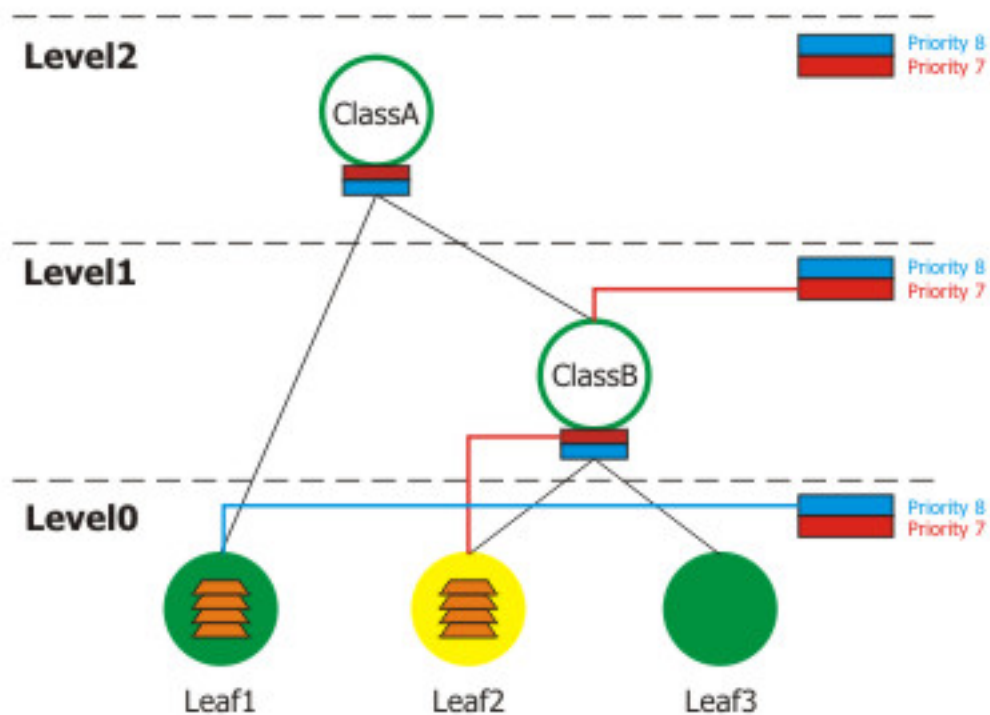 Level2
Priority 8
Priority 7
ClassA
Level1
Priority 8
Priority 7
ClassB
Level0
Priority 8
Priority 7
Leaf1
Leaf2
Leaf3